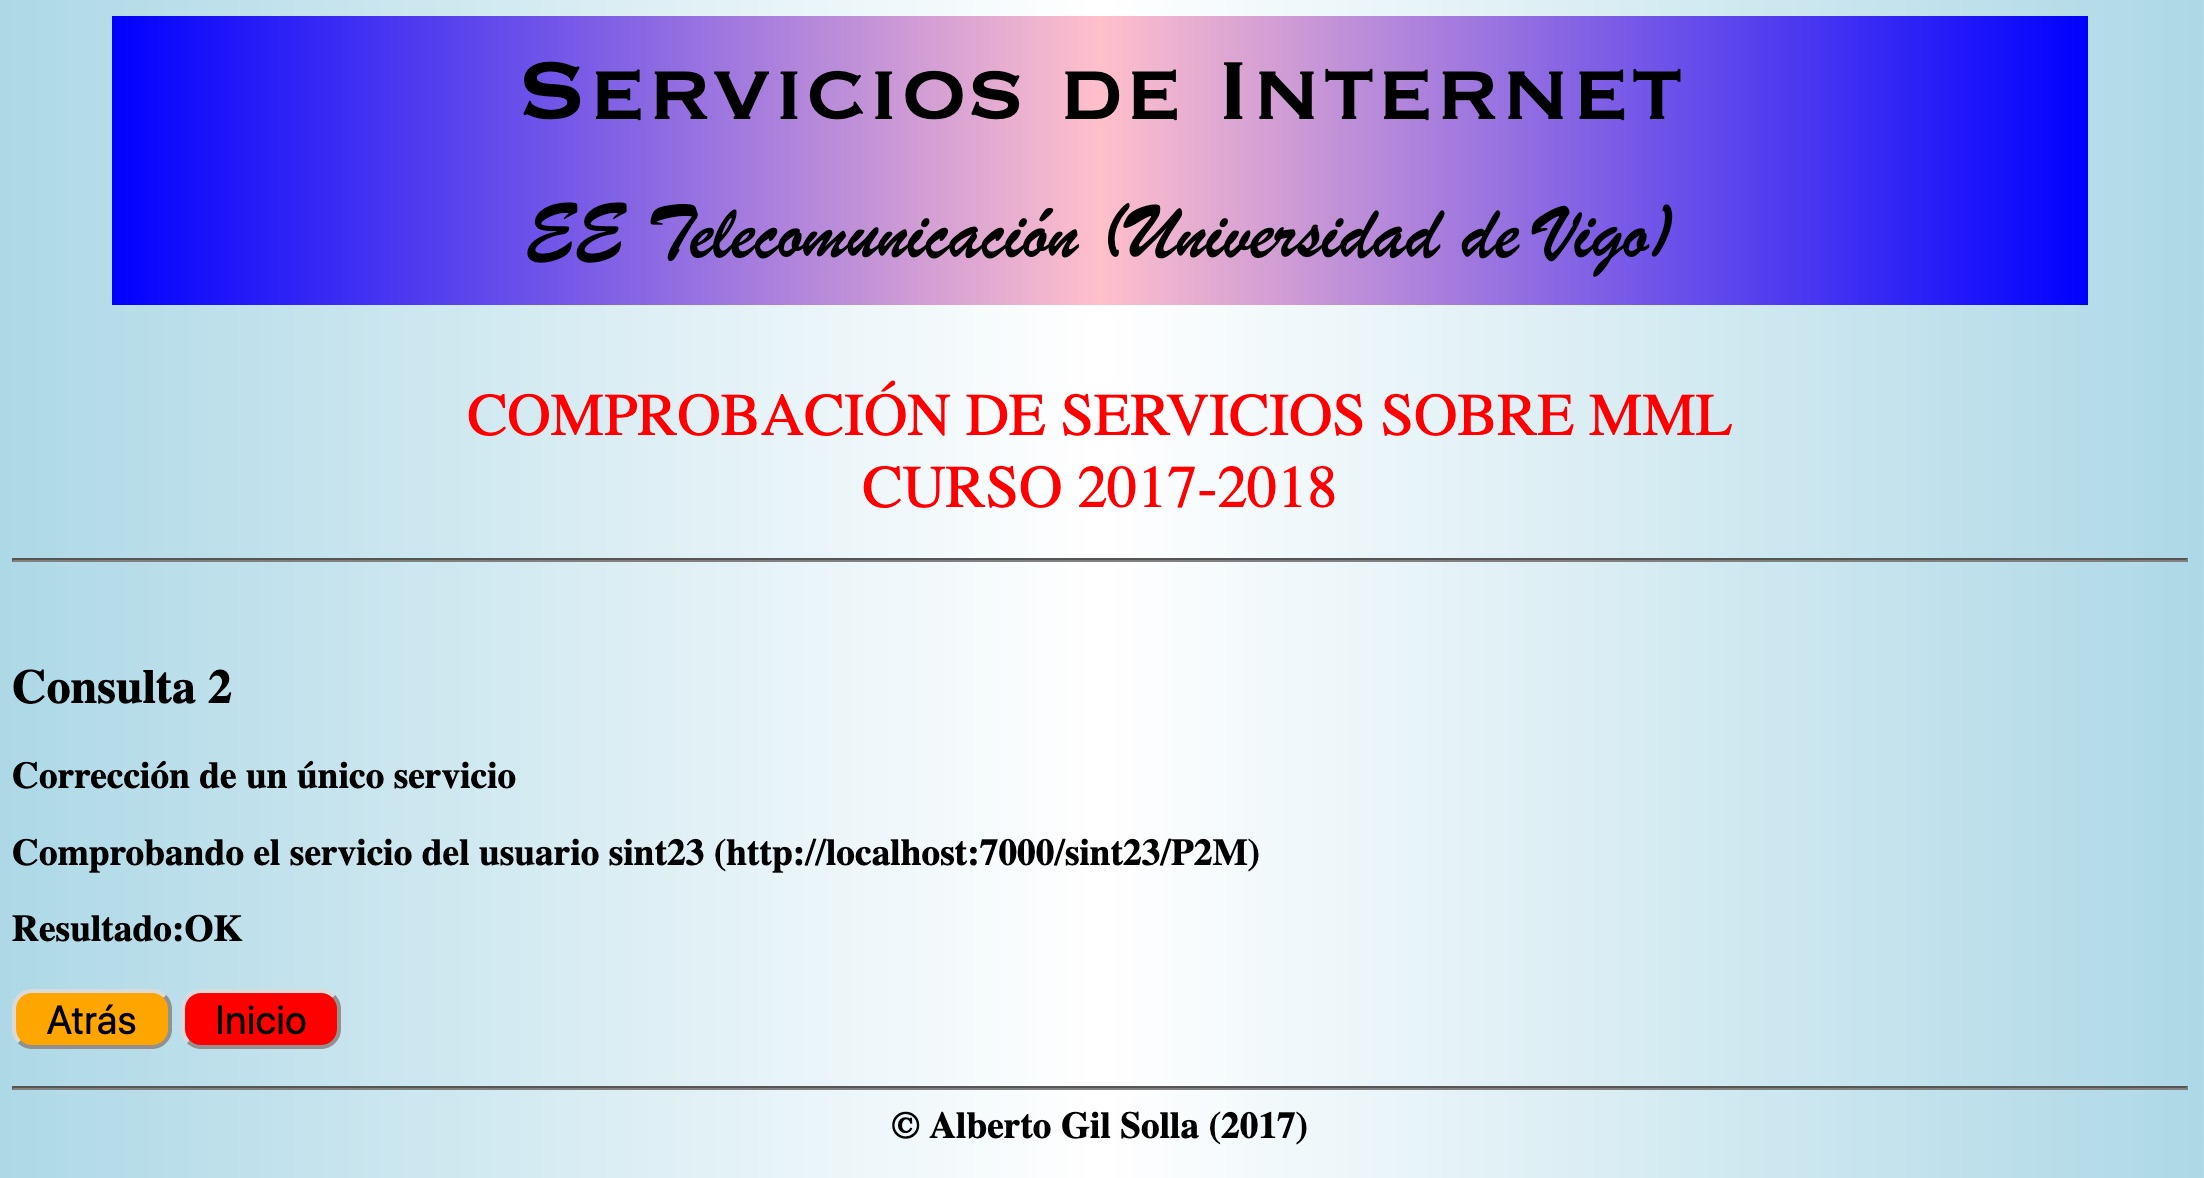 Servicios de Internet
EE Telecomunicación (Universidad de Vigo)
COMPROBACIÓN DE SERVICIOS SOBRE MML
CURSO 2017-2018
Consulta 2
Corrección de un único servicio
Comprobando el servicio del usuario sint23 (http://localhost:7000/sint23/P2M)
Resultado:OK
Atrás Inicio
© Alberto Gil Solla (2017)